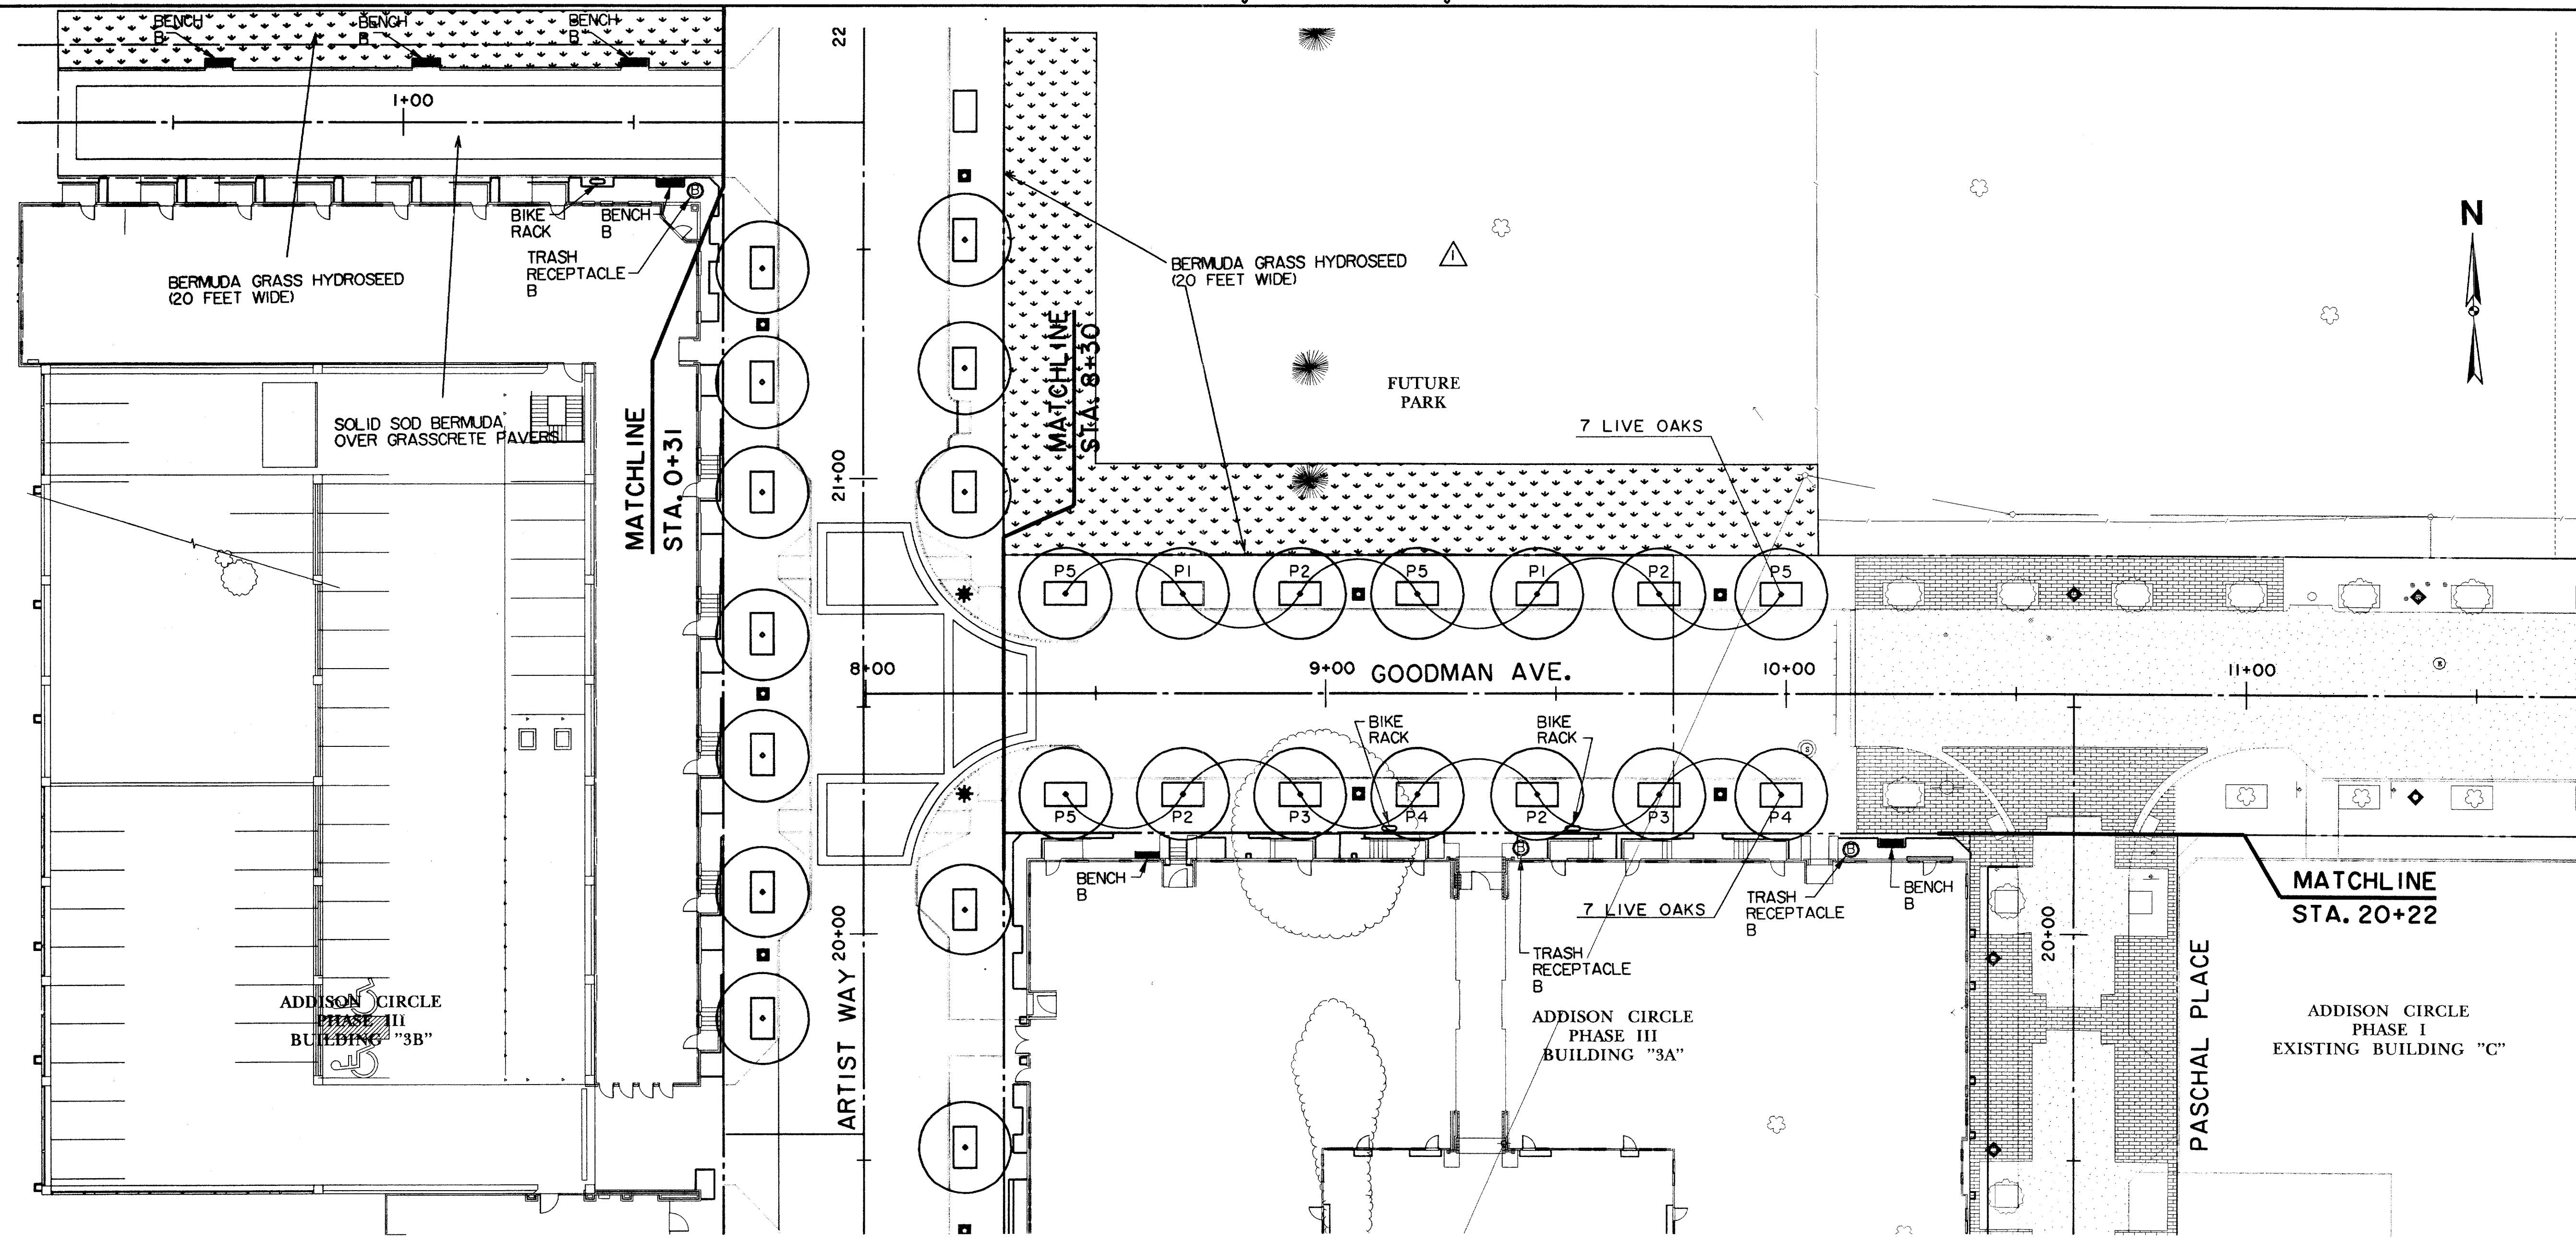 BENCH
B
BENCH
B
BENCH
B
1+00
22
BIKE
RACK
BENCH
B
B
TRASH
RECEPTACLE
B
BERMUDA GRASS HYDROSEED
(20 FEET WIDE)
SOLID SOD BERMUDA
OVER GRASSCRETE PAVERS
MATCHLINE
STA. 0+31
21+00
MATCHLINE
STA. 8+30
BERMUDA GRASS HYDROSEED
(20 FEET WIDE)
1
FUTURE
PARK
N
7 LIVE OAKS
P5 P1 P2 P5 P1 P2 P5
8+00
9+00 GOODMAN AVE.
10+00
11+00
E
S
BIKE
RACK
BIKE
RACK
P5 P2 P3 P4 P2 P3 P4
BENCH
B
B
7 LIVE OAKS
TRASH
RECEPTACLE
B
TRASH
RECEPTACLE
B
B
BENCH
B
MATCHLINE
STA. 20+22
20+00
ARTIST WAY
20+00
PASCHAL PLACE
ADDISON CIRCLE
PHASE III
BUILDING "3B"
ADDISON CIRCLE
PHASE III
BUILDING "3A"
ADDISON CIRCLE
PHASE I
EXISTING BUILDING "C"